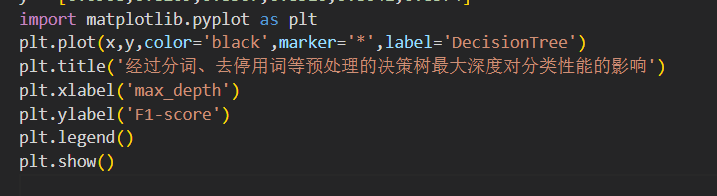 import matplotlib.pyplot as plt
plt.plot(x,y,color='black',marker='*',label='DecisionTree')
plt.title('经过分词、去停用词等预处理的决策树最大深度对分类性能的影响')
plt.xlabel('max_depth')
plt.ylabel('F1-score')
plt.legend()
plt.show()